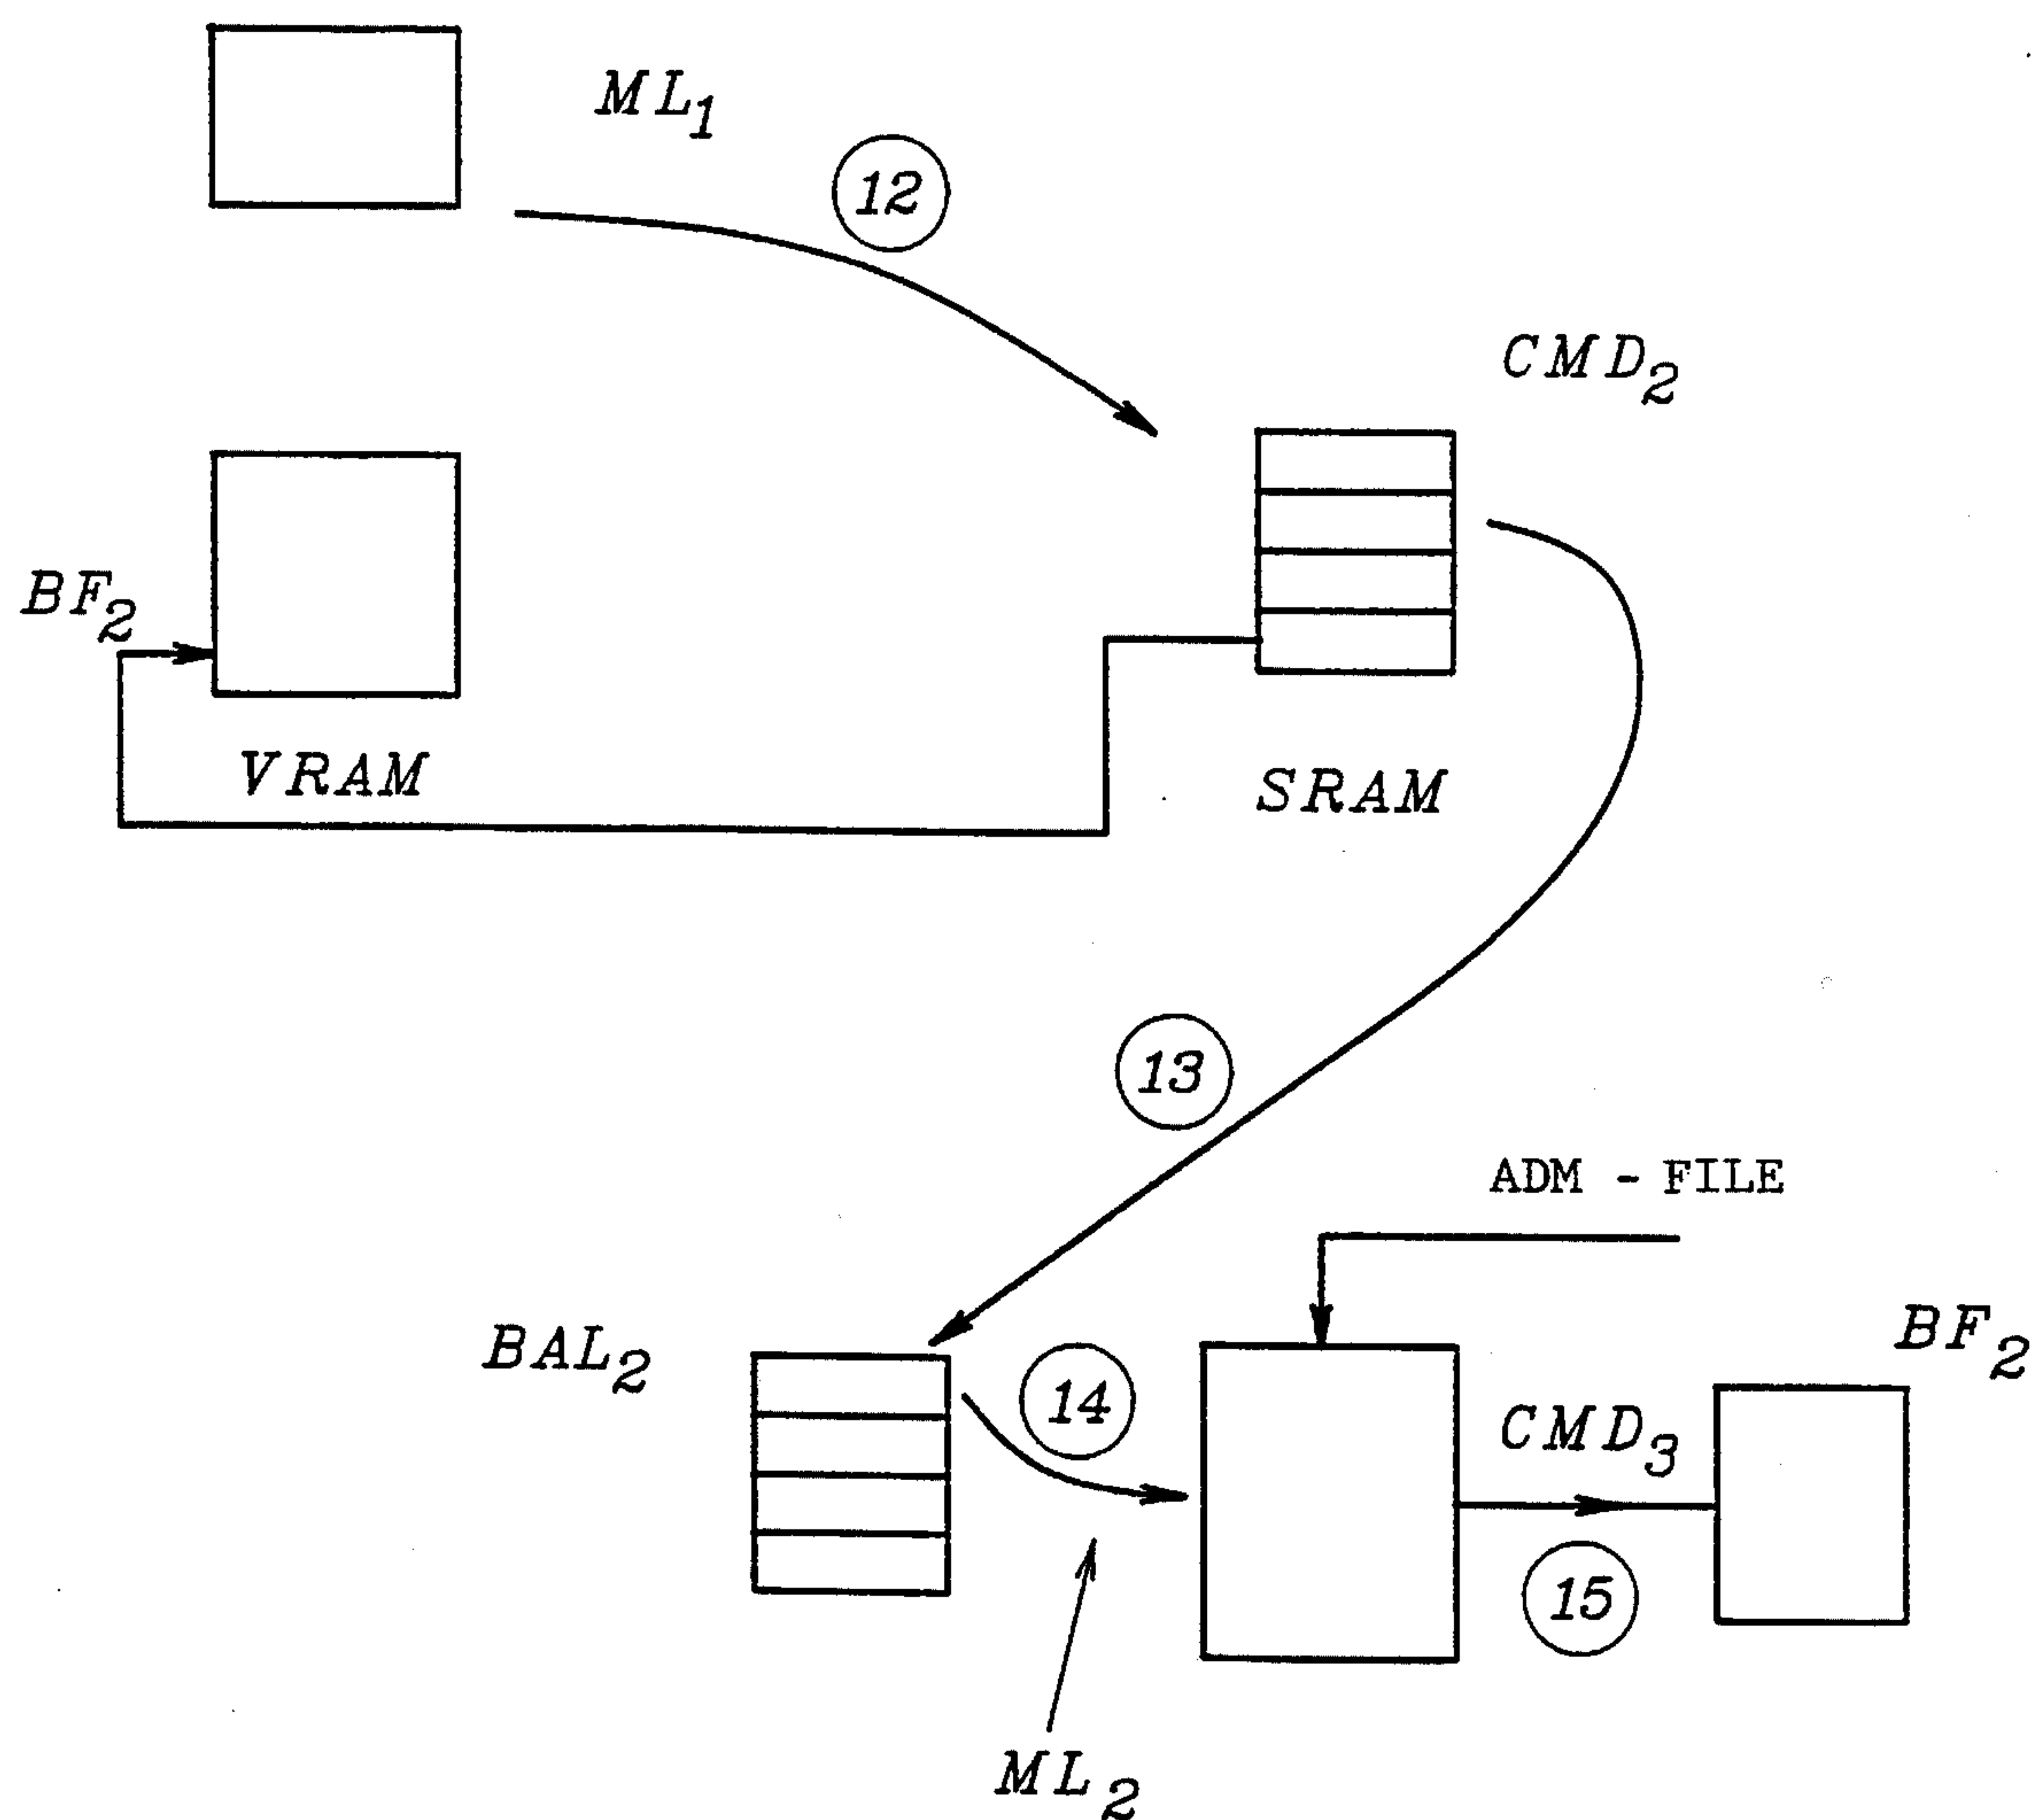 ML₁
12
CMD₂
BF₂
VRAM
SRAM
13
ADM - FILE
BAL₂
14
BF₂
CMD₃
15
ML₂